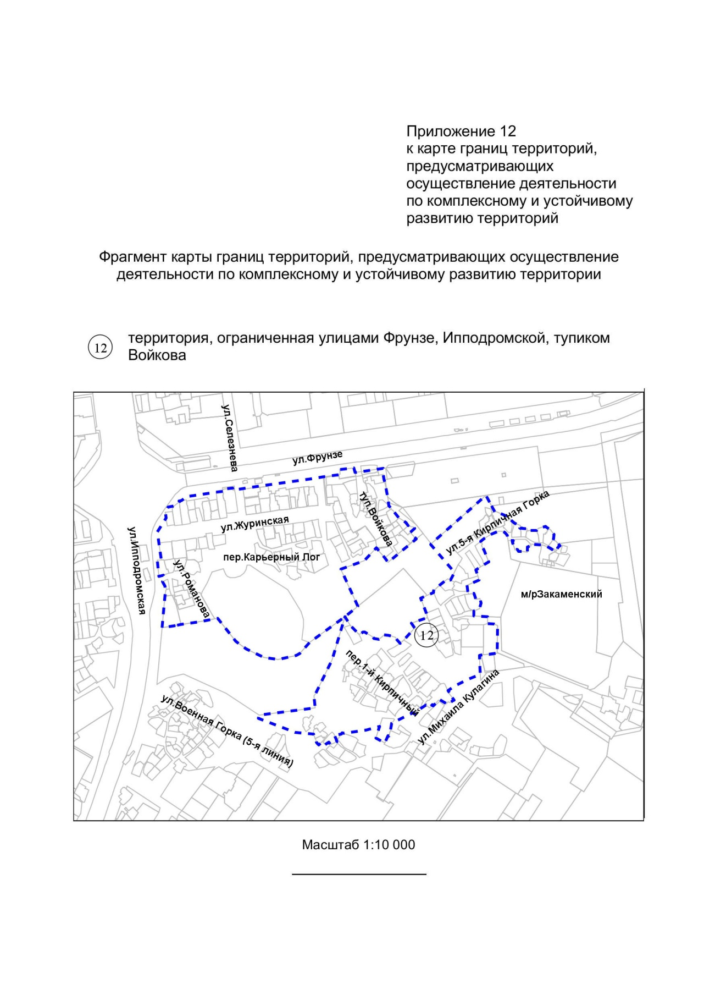 Приложение 12
к карте границ территорий,
предусматривающих
осуществление деятельности
по комплексному и устойчивому
развитию территорий
Фрагмент карты границ территорий, предусматривающих осуществление
деятельности по комплексному и устойчивому развитию территории
12
территория, ограниченная улицами Фрунзе, Ипподромской, тупиком
Войкова
ул.Селезнева
ул.Фрунзе
туп.Войкова
ул.5-я Кирпичная Горка
ул.Журинская
ул.Ипподромская
пер.Карьерный Лог
ул.Романова
м/рЗакаменский
12
пер.1-й Кирпичный
ул.Михаила Кулагина
ул.Военная Горка (5-я линия)
Масштаб 1:10 000